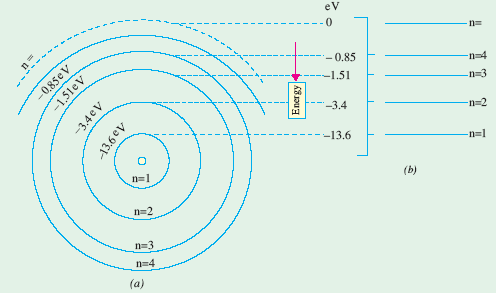 eV
0
n=
n=
-0.85eV
-0.85
n=4
-1.51eV
-1.51
n=3
Energy
-3.4eV
-3.4
n=2
-13.6eV
-13.6
n=1
n=1
(b)
n=2
n=3
n=4
(a)